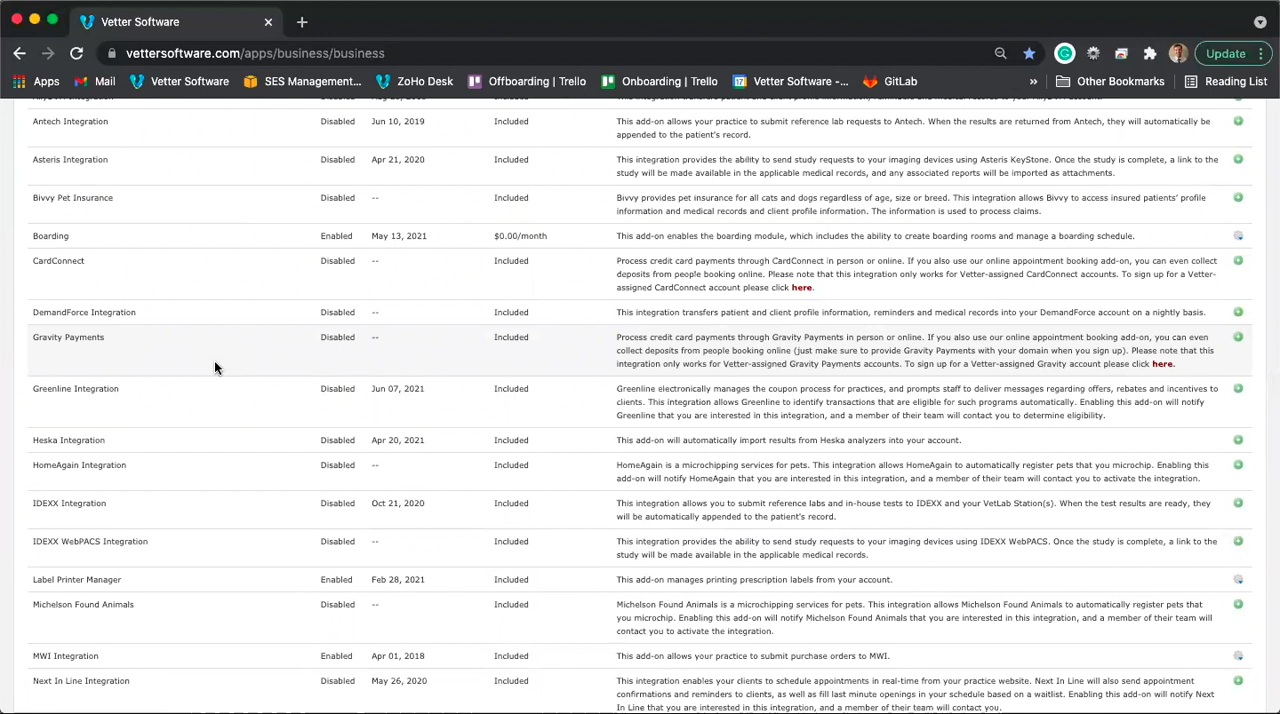 Vetter Software
vettersoftware.com/apps/business/business
Update
Apps Mail Vetter Software SES Management... ZoHo Desk Offboarding | Trello Onboarding | Trello Vetter Software -... GitLab » Other Bookmarks Reading List
Antech Integration Disabled Jun 10, 2019 Included This add-on allows your practice to submit reference lab requests to Antech. When the results are returned from Antech, they will automatically be
appended to the patient's record.
Asteris Integration Disabled Apr 21, 2020 Included This integration provides the ability to send study requests to your imaging devices using Asteris KeyStone. Once the study is complete, a link to the
study will be made available in the applicable medical records, and any associated reports will be imported as attachments.
Bivvy Pet Insurance Disabled -- Included Bivvy provides pet insurance for all cats and dogs regardless of age, size or breed. This integration allows Bivvy to access insured patients' profile
information and medical records and client profile information. The information is used to process claims.
Boarding Enabled May 13, 2021 $0.00/month This add-on enables the boarding module, which includes the ability to create boarding rooms and manage a boarding schedule.
CardConnect Disabled -- Included Process credit card payments through CardConnect in person or online. If you also use our online appointment booking add-on, you can even collect
deposits from people booking online. Please note that this integration only works for Vetter-assigned CardConnect accounts. To sign up for a Vetter-
assigned CardConnect account please click here.
DemandForce Integration Disabled -- Included This integration transfers patient and client profile information, reminders and medical records into your DemandForce account on a nightly basis.
Gravity Payments Disabled -- Included Process credit card payments through Gravity Payments in person or online. If you also use our online appointment booking add-on, you can even
collect deposits from people booking online (just make sure to provide Gravity Payments with your domain when you sign up). Please note that this
integration only works for Vetter-assigned Gravity Payments accounts. To sign up for a Vetter-assigned Gravity account please click here.
Greenline Integration Disabled Jun 07, 2021 Included Greenline electronically manages the coupon process for practices, and prompts staff to deliver messages regarding offers, rebates and incentives to
clients. This integration allows Greenline to identify transactions that are eligible for such programs automatically. Enabling this add-on will notify
Greenline that you are interested in this integration, and a member of their team will contact you to determine eligibility.
Heska Integration Disabled Apr 20, 2021 Included This add-on will automatically import results from Heska analyzers into your account.
HomeAgain Integration Disabled -- Included HomeAgain is a microchipping services for pets. This integration allows HomeAgain to automatically register pets that you microchip. Enabling this
add-on will notify HomeAgain that you are interested in this integration, and a member of their team will contact you to activate the integration.
IDEXX Integration Disabled Oct 21, 2020 Included This integration allows you to submit reference labs and in-house tests to IDEXX and your VetLab Station(s). When the test results are ready, they
will be automatically appended to the patient's record.
IDEXX WebPACS Integration Disabled -- Included This integration provides the ability to send study requests to your imaging devices using IDEXX WebPACS. Once the study is complete, a link to the
study will be made available in the applicable medical records.
Label Printer Manager Enabled Feb 28, 2021 Included This add-on manages printing prescription labels from your account.
Michelson Found Animals Disabled -- Included Michelson Found Animals is a microchipping services for pets. This integration allows Michelson Found Animals to automatically register pets that
you microchip. Enabling this add-on will notify Michelson Found Animals that you are interested in this integration, and a member of their team will
contact you to activate the integration.
MWI Integration Enabled Apr 01, 2018 Included This add-on allows your practice to submit purchase orders to MWI.
Next In Line Integration Disabled May 26, 2020 Included This integration enables your clients to schedule appointments in real-time from your practice website. Next In Line will also send appointment
confirmations and reminders to clients, as well as fill last minute openings in your schedule based on a waitlist. Enabling this add-on will notify Next
In Line that you are interested in this integration, and a member of their team will contact you.